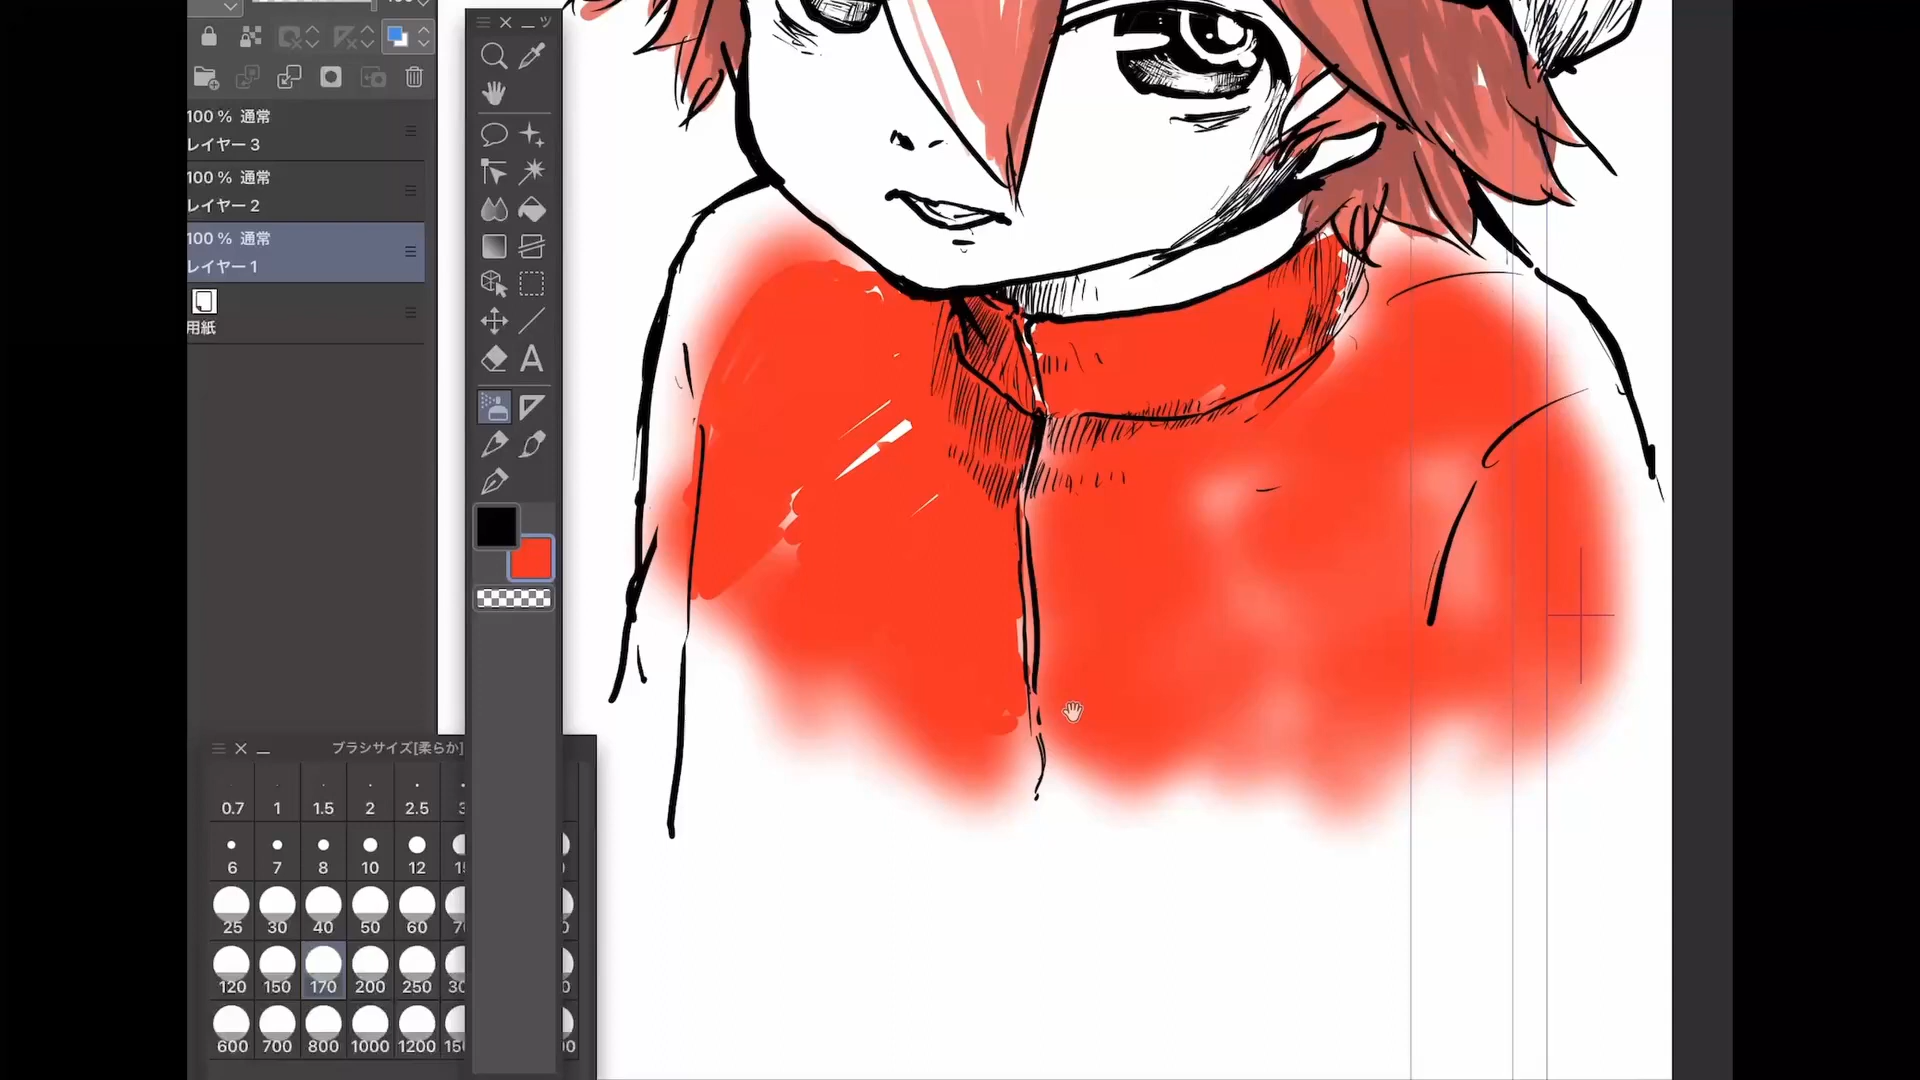 100 % 通常
レイヤー 3
100 % 通常
レイヤー 2
100 % 通常
レイヤー 1
用紙
ブラシサイズ[柔らか]
0.7 1 1.5 2 2.5
6 7 8 10 12
25 30 40 50 60
120 150 170 200 250
600 700 800 1000 1200